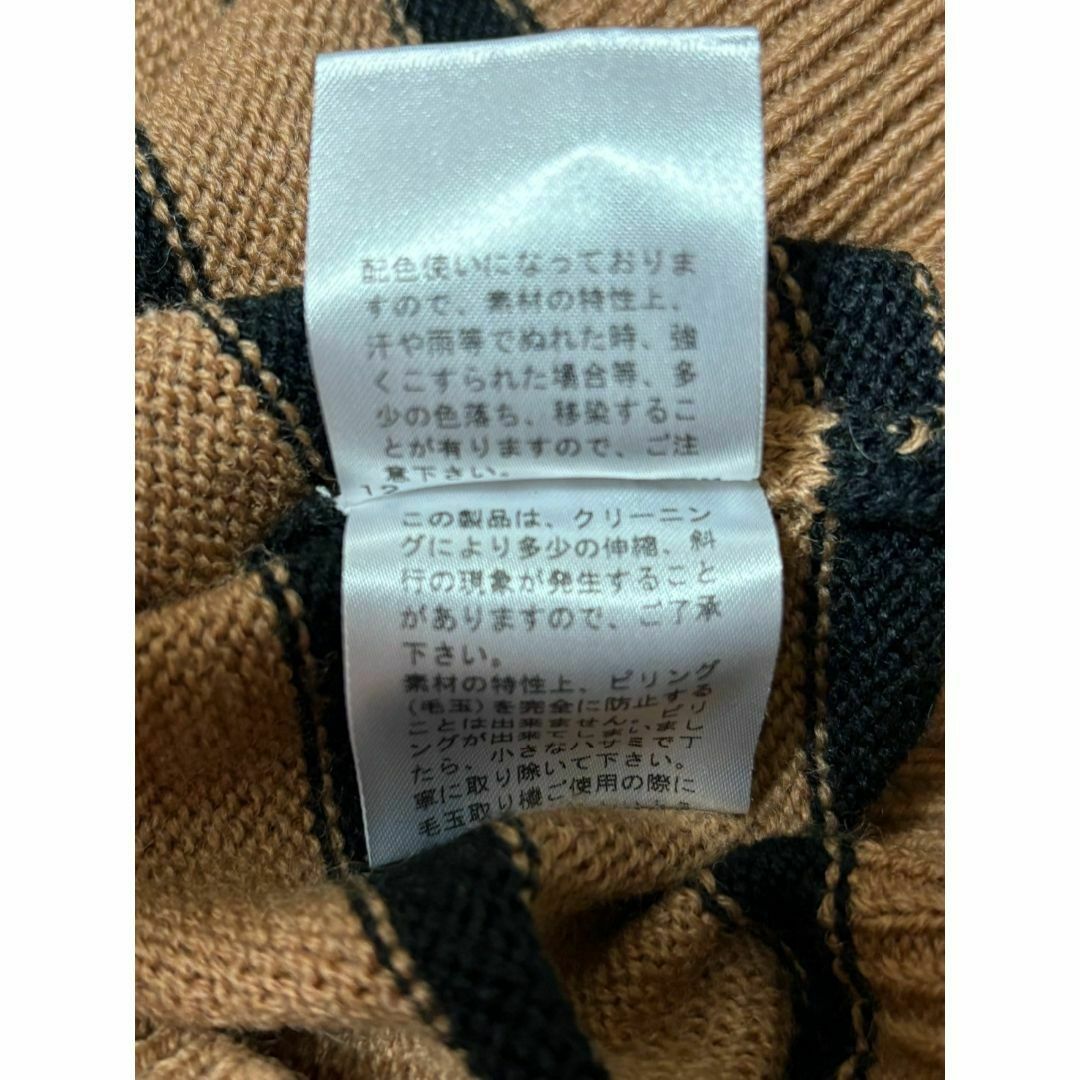 配色使いになっておりま
すので、素材の特性上、
汗や雨等でぬれた時、強
くこすられた場合等、多
少の色落ち、移染するこ
とが有りますので、ご注
意下さい。
12
この製品は、クリーニン
グにより多少の伸縮、斜
行の現象が発生すること
がありますので、ご了承
下さい。
素材の特性上、ピリング
(毛玉)を完全に防止する
ことは出来ません。ピリ
ングが出来てしまいまし
たら、小さなハサミで丁
寧に取り除いて下さい。
毛玉取り機ご使用の際に